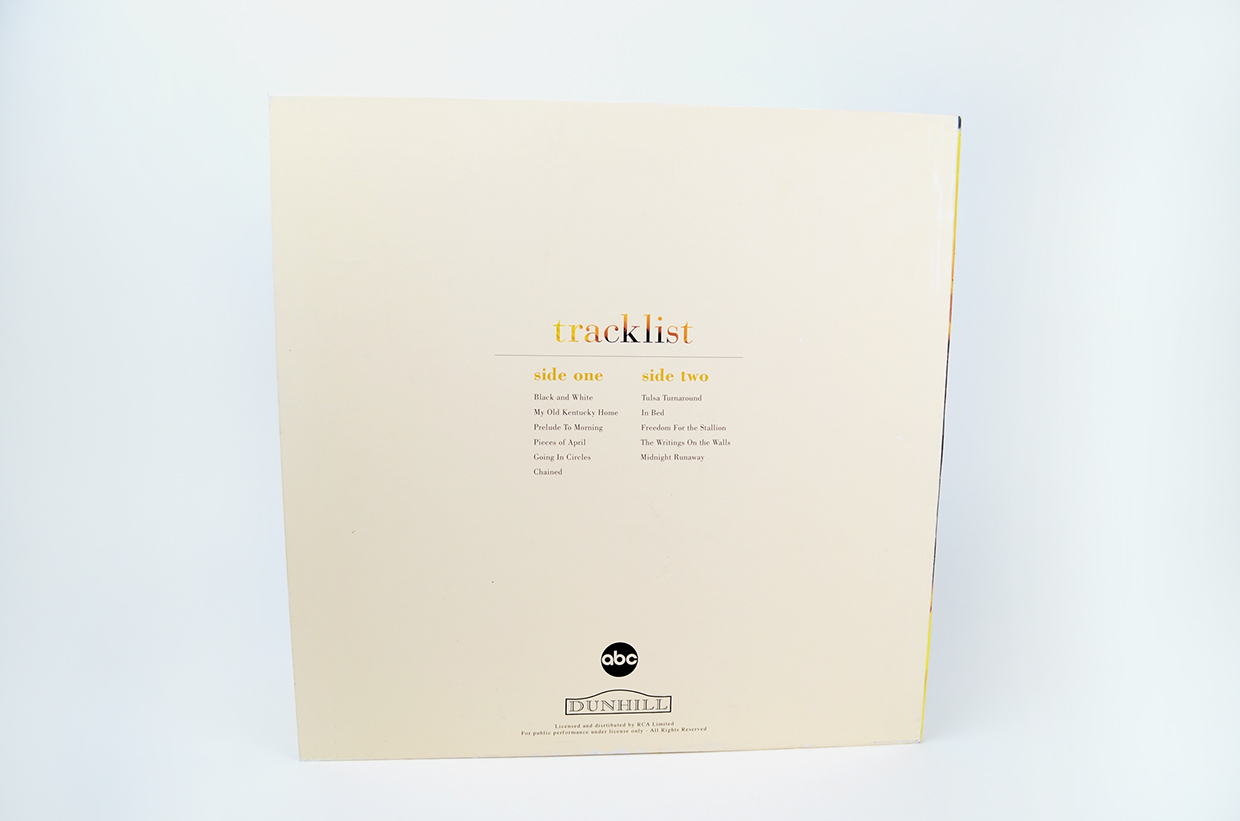 tracklist
side one
Black and White
My Old Kentucky Home
Prelude To Morning
Pieces of April
Going In Circles
Chained
side two
Tulsa Turnaround
In Bed
Freedom For the Stallion
The Writings On the Walls
Midnight Runaway
abc
DUNHILL
Licensed and distributed by RCA Limited
For public performance under license only - All Rights Reserved